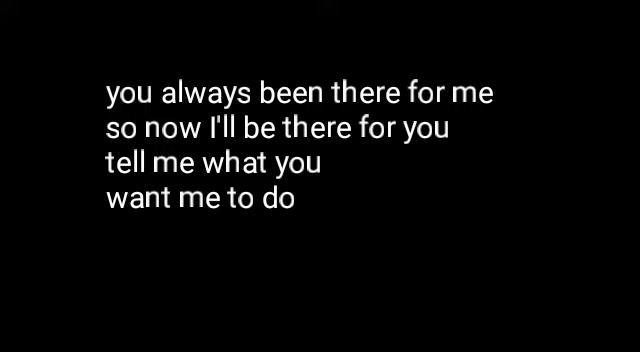 you always been there for me
so now I'll be there for you
tell me what you
want me to do